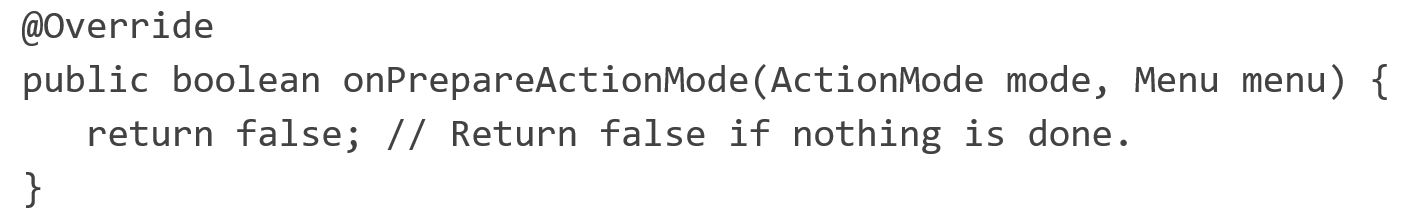 @Override
public boolean onPrepareActionMode(ActionMode mode, Menu menu) {
   return false; // Return false if nothing is done.
}